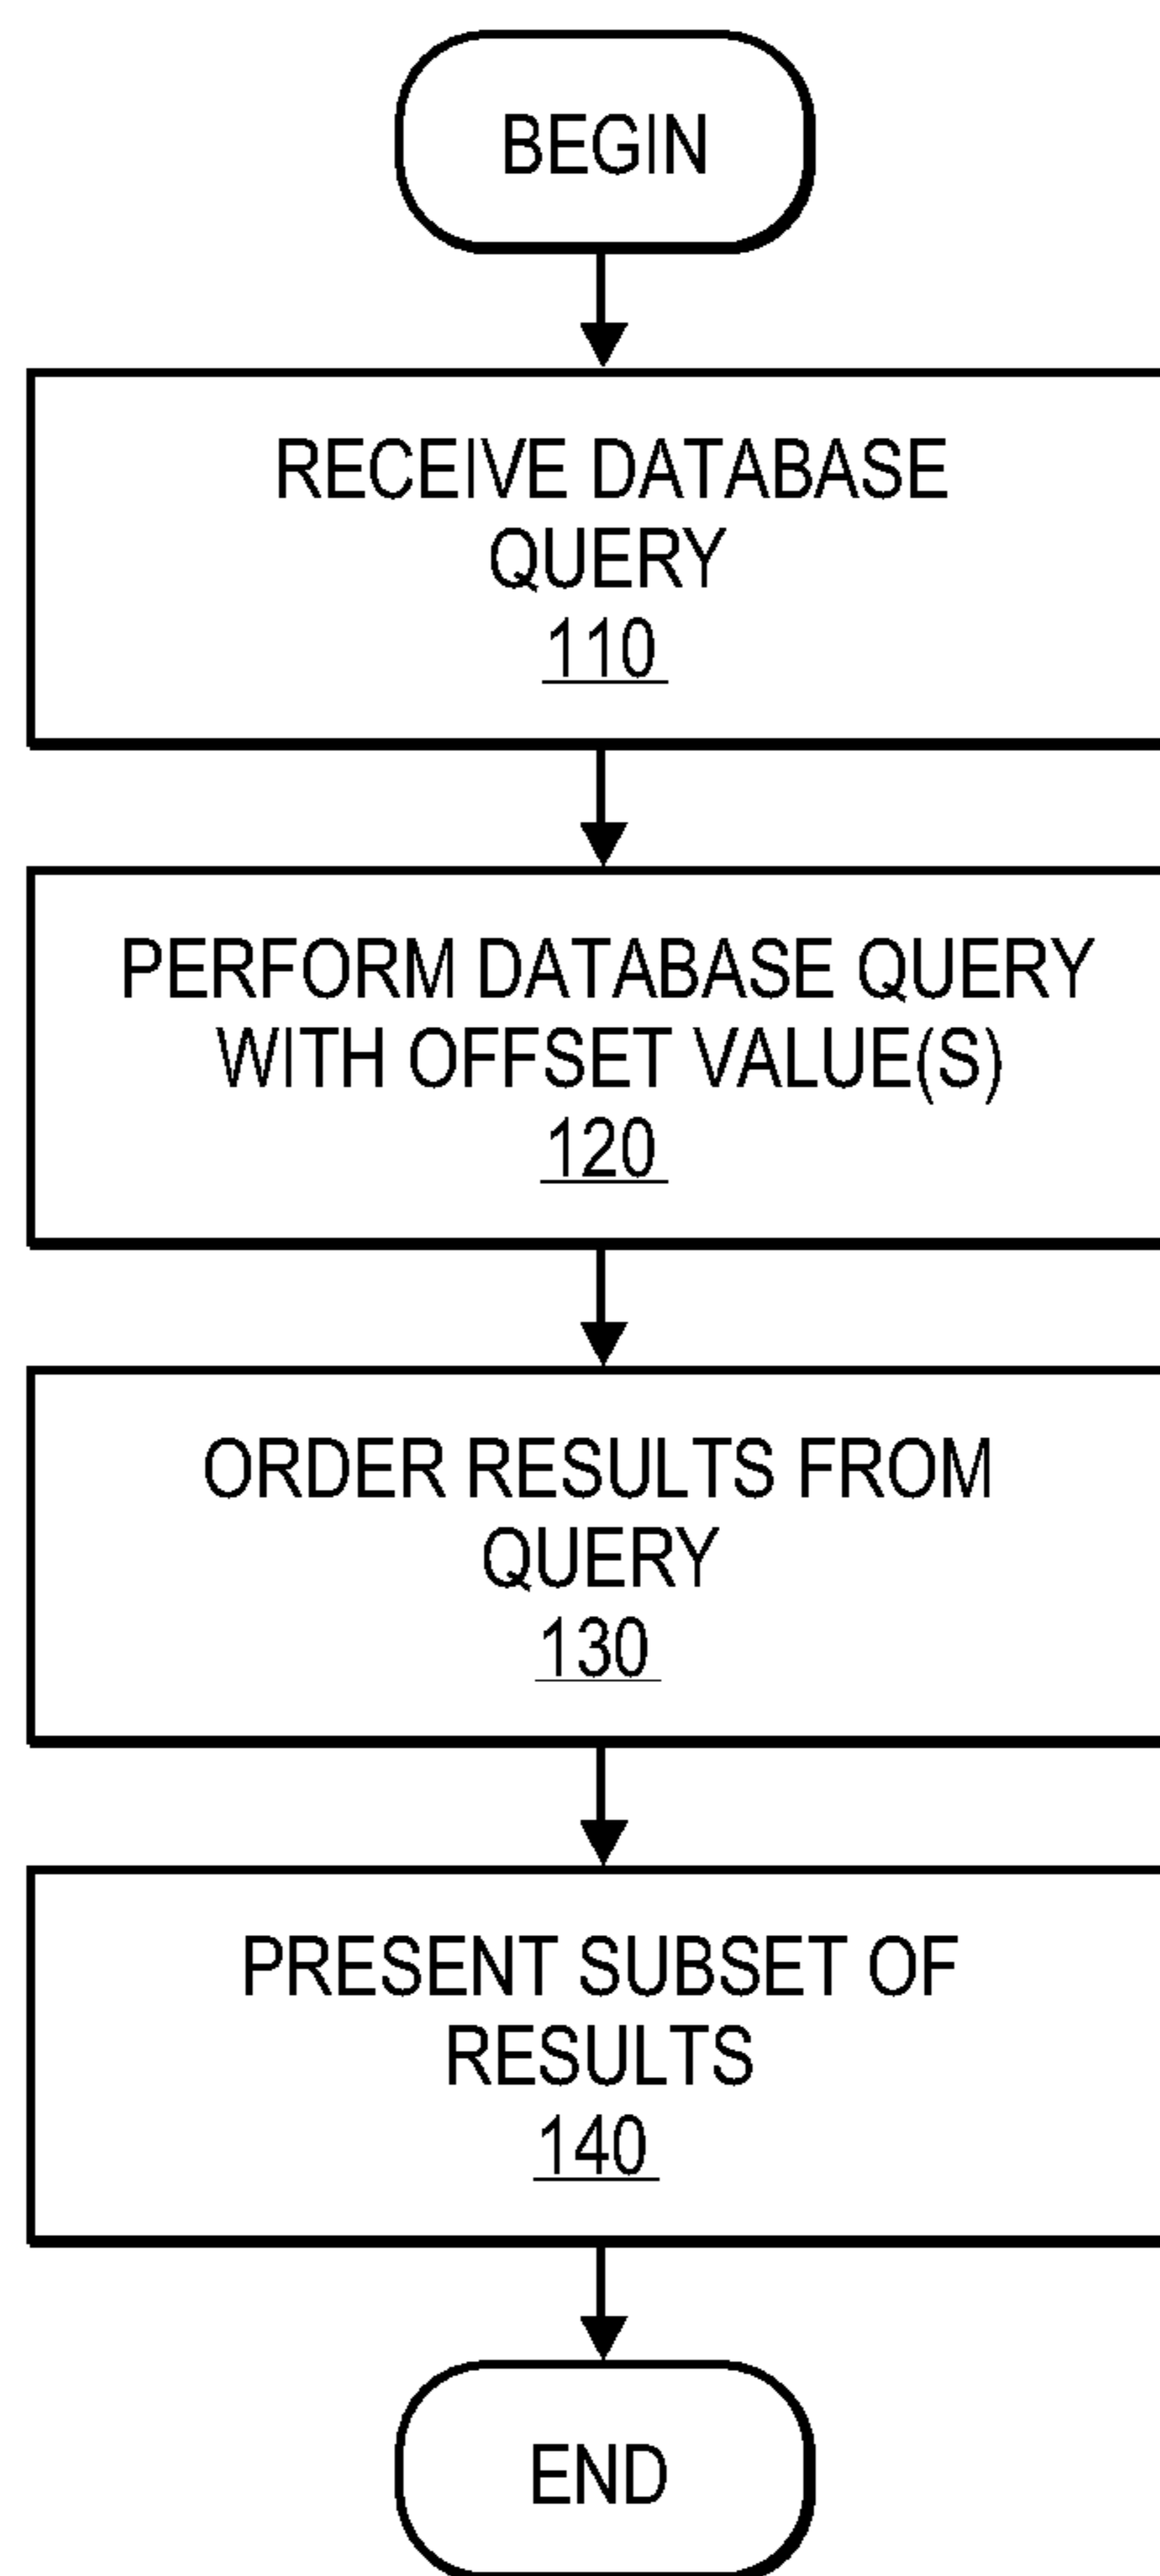 BEGIN
RECEIVE DATABASE
QUERY
110
PERFORM DATABASE QUERY
WITH OFFSET VALUE(S)
120
ORDER RESULTS FROM
QUERY
130
PRESENT SUBSET OF
RESULTS
140
END